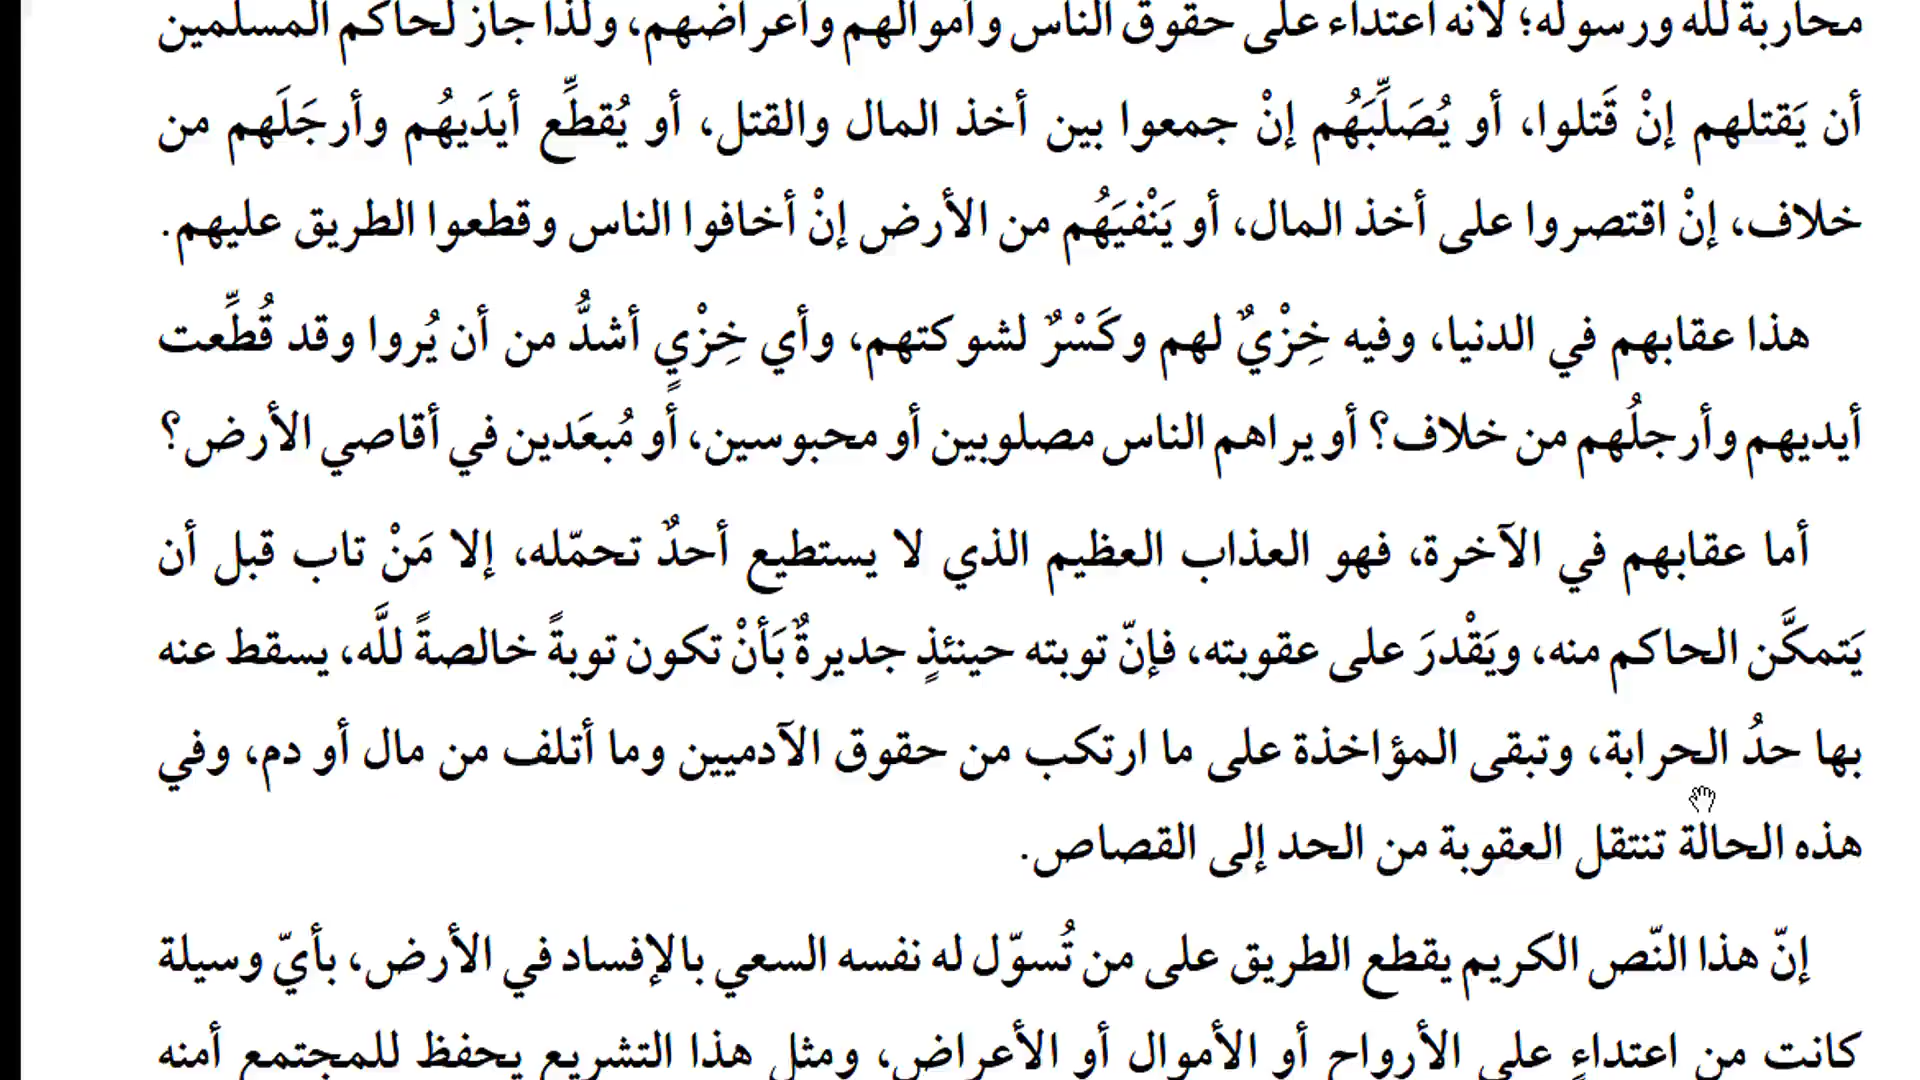 محاربة لله ورسوله؛ لأنه اعتداء على حقوق الناس وأموالهم وأعراضهم، ولذا جاز لحاكم المسلمين
أن يَقتلهم إنْ قَتلوا، أو يُصَلِّبَهُم إنْ جمعوا بين أخذ المال والقتل، أو يُقطِّع أيدَيهُم وأرجَلَهم من
خلاف، إنْ اقتصروا على أخذ المال، أو يَنْفيَهُم من الأرض إنْ أخافوا الناس وقطعوا الطريق عليهم.
هذا عقابهم في الدنيا، وفيه خِزْيٌ لهم وكَسْرٌ لشوكتهم، وأي خِزْيٍ أشدُّ من أن يُروا وقد قُطِّعت
أيديهم وأرجلُهم من خلاف؟ أو يراهم الناس مصلوبين أو محبوسين، أو مُبعَدين في أقاصي الأرض؟
أما عقابهم في الآخرة، فهو العذاب العظيم الذي لا يستطيع أحدٌ تحمّله، إلا مَنْ تاب قبل أن
يَتمكَّن الحاكم منه، ويَقْدرَ على عقوبته، فإنّ توبته حينئذٍ جديرةٌ بَأنْ تكون توبةً خالصةً للَّه، يسقط عنه
بها حدُ الحرابة، وتبقى المؤاخذة على ما ارتكب من حقوق الآدميين وما أتلف من مال أو دم، وفي
هذه الحالة تنتقل العقوبة من الحد إلى القصاص.
إنّ هذا النّص الكريم يقطع الطريق على من تُسوّل له نفسه السعي بالإفساد في الأرض، بأيّ وسيلة
كانت من اعتداءٍ على الأرواح أو الأموال أو الأعراض، ومثل هذا التشريع يحفظ للمجتمع أمنه